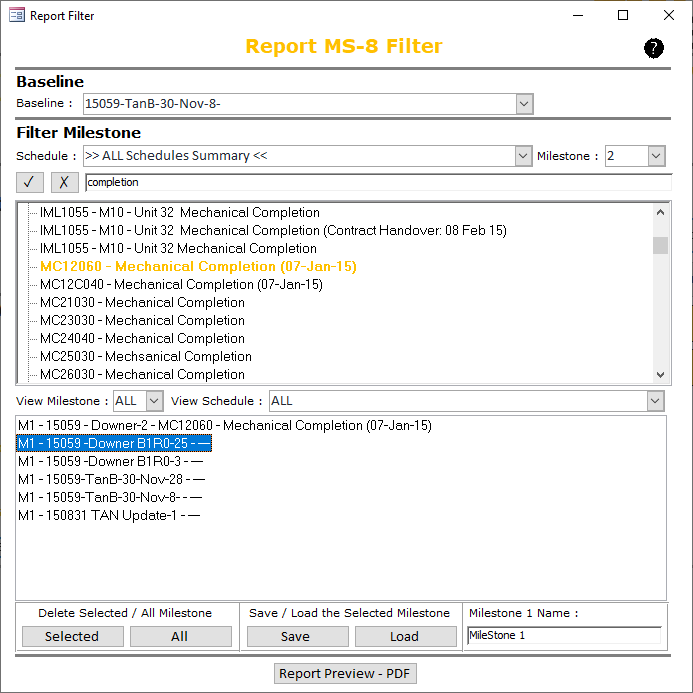 Report Filter
Report MS-8 Filter
?
Baseline
Baseline : 15059-TanB-30-Nov-8-
Filter Milestone
Schedule : >> ALL Schedules Summary << Milestone : 2
✓ ✗ completion
IML1055 - M10 - Unit 32  Mechanical Completion
IML1055 - M10 - Unit 32  Mechanical Completion (Contract Handover: 08 Feb 15)
IML1055 - M10 - Unit 32 Mechanical Completion
MC12060 - Mechanical Completion (07-Jan-15)
MC12C040 - Mechanical Completion (07-Jan-15)
MC21030 - Mechanical Completion
MC23030 - Mechanical Completion
MC24040 - Mechanical Completion
MC25030 - Mechsanical Completion
MC26030 - Mechanical Completion
View Milestone : ALL View Schedule : ALL
M1 - 15059 - Downer-2 - MC12060 - Mechanical Completion (07-Jan-15)
M1 - 15059 -Downer B1R0-25 - —
M1 - 15059 -Downer B1R0-3 - —
M1 - 15059-TanB-30-Nov-28 - —
M1 - 15059-TanB-30-Nov-8- - —
M1 - 150831 TAN Update-1 - —
Delete Selected / All Milestone Save / Load the Selected Milestone Milestone 1 Name :
Selected All Save Load MileStone 1
Report Preview - PDF